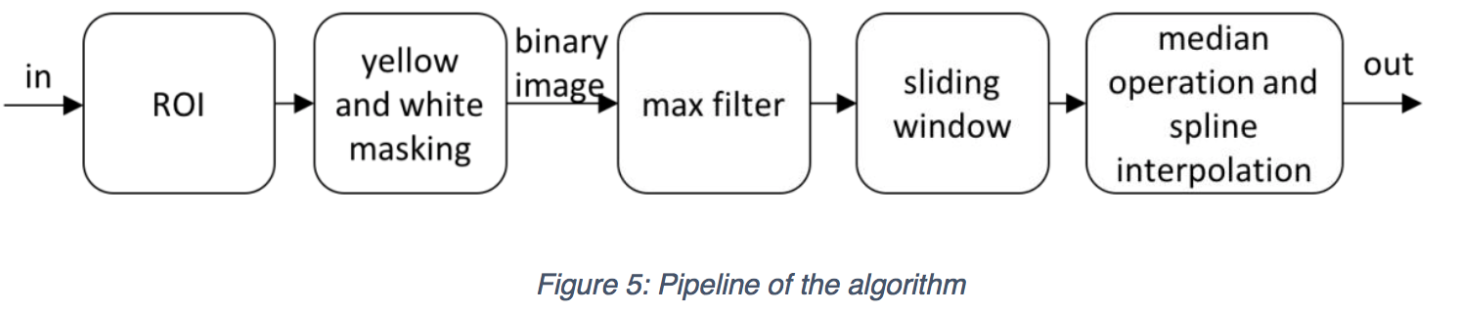 in
ROI
yellow
and white
masking
binary
image
max filter
sliding
window
median
operation and
spline
interpolation
out
Figure 5: Pipeline of the algorithm